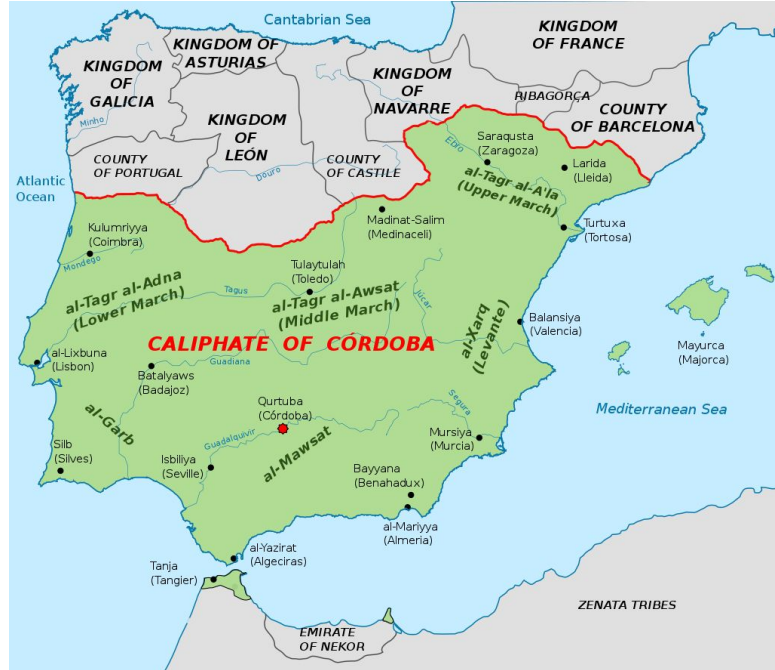 Cantabrian Sea
KINGDOM
OF FRANCE
KINGDOM OF
ASTURIAS
KINGDOM
OF
GALICIA
KINGDOM
OF
NAVARRE
RIBAGORÇA
COUNTY
OF BARCELONA
Minho
KINGDOM
OF
LEÓN
Ebro
Saraqusta
(Zaragoza)
Larida
(Lleida)
COUNTY
OF PORTUGAL
COUNTY
OF CASTILE
Douro
al-Tagr al-A'la
(Upper March)
Atlantic
Ocean
Madinat-Salim
(Medinaceli)
Turtuxa
(Tortosa)
Kulumriyya
(Coimbra)
Mondego
Tulaytulah
(Toledo)
al-Tagr al-Adna
(Lower March)
Tagus
al-Tagr al-Awsat
(Middle March)
Júcar
al-Xarq
(Levante)
Balansiya
(Valencia)
Mayurca
(Majorca)
CALIPHATE OF CÓRDOBA
al-Lixbuna
(Lisbon)
Batalyaws
(Badajoz)
Guadiana
Qurtuba
(Córdoba)
Segura
Mediterranean Sea
al-Garb
Guadalquivir
al-Mawsat
Mursiya
(Murcia)
Silb
(Silves)
Isbiliya
(Seville)
Bayyana
(Benahadux)
al-Mariyya
(Almeria)
al-Yazirat
(Algeciras)
Tanja
(Tangier)
ZENATA TRIBES
EMIRATE
OF NEKOR